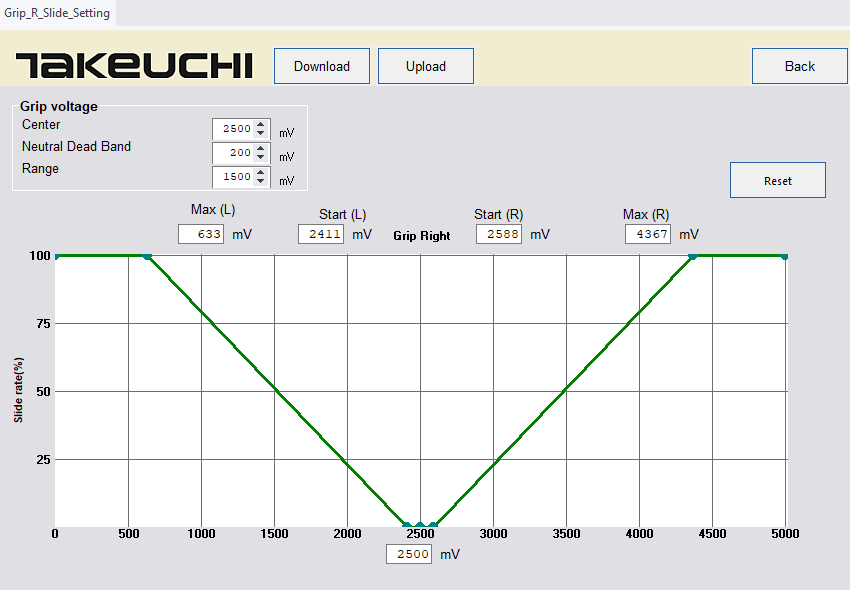 Grip_R_Slide_Setting
TAKEUCHI Download Upload Back
Grip voltage
Center 2500 mV
Neutral Dead Band 200 mV
Range 1500 mV
Reset
Max (L) Start (L) Start (R) Max (R)
633 mV 2411 mV Grip Right 2588 mV 4367 mV
100
75
50
25
Slide rate(%)
0 500 1000 1500 2000 2500 3000 3500 4000 4500 5000
2500 mV